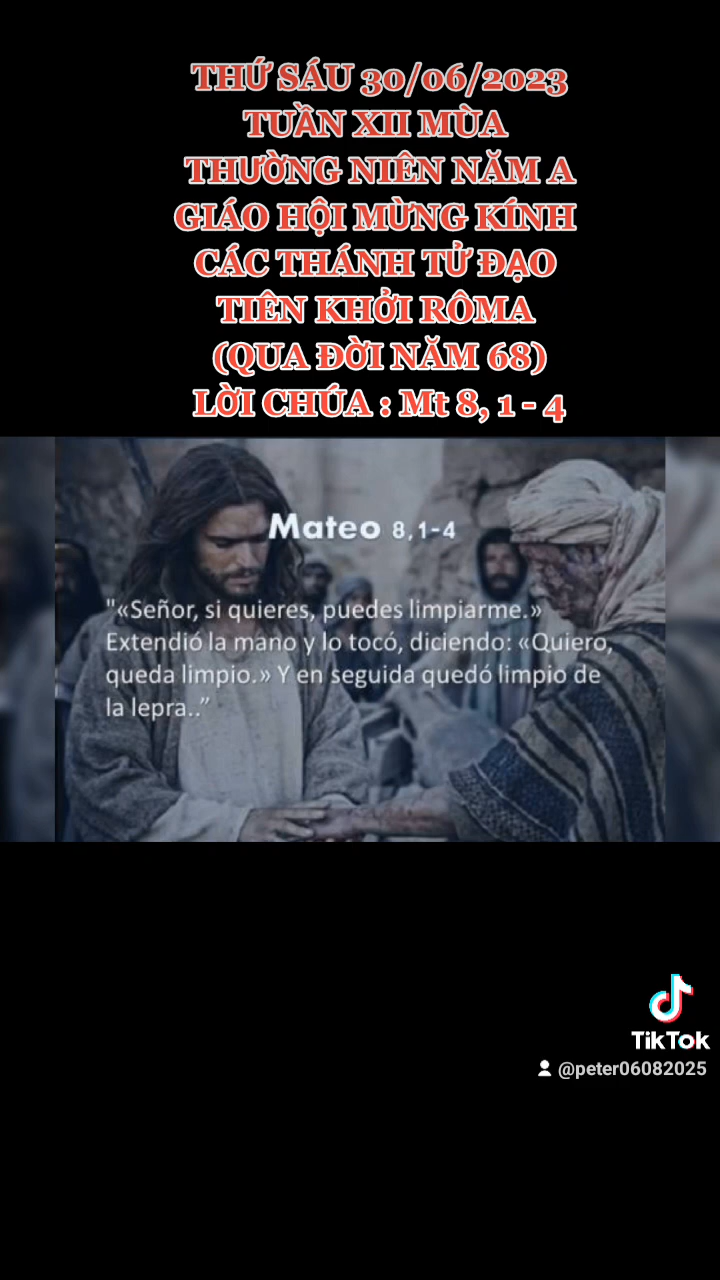 THỨ SÁU 30/06/2023
TUẦN XII MÙA
THƯỜNG NIÊN NĂM A
GIÁO HỘI MỪNG KÍNH
CÁC THÁNH TỬ ĐẠO
TIÊN KHỞI RÔMA
(QUA ĐỜI NĂM 68)
LỜI CHÚA : Mt 8, 1 - 4
Mateo 8,1-4
"«Señor, si quieres, puedes limpiarme.»
Extendió la mano y lo tocó, diciendo: «Quiero,
queda limpio.» Y en seguida quedó limpio de
la lepra..”
TikTok
@peter06082025